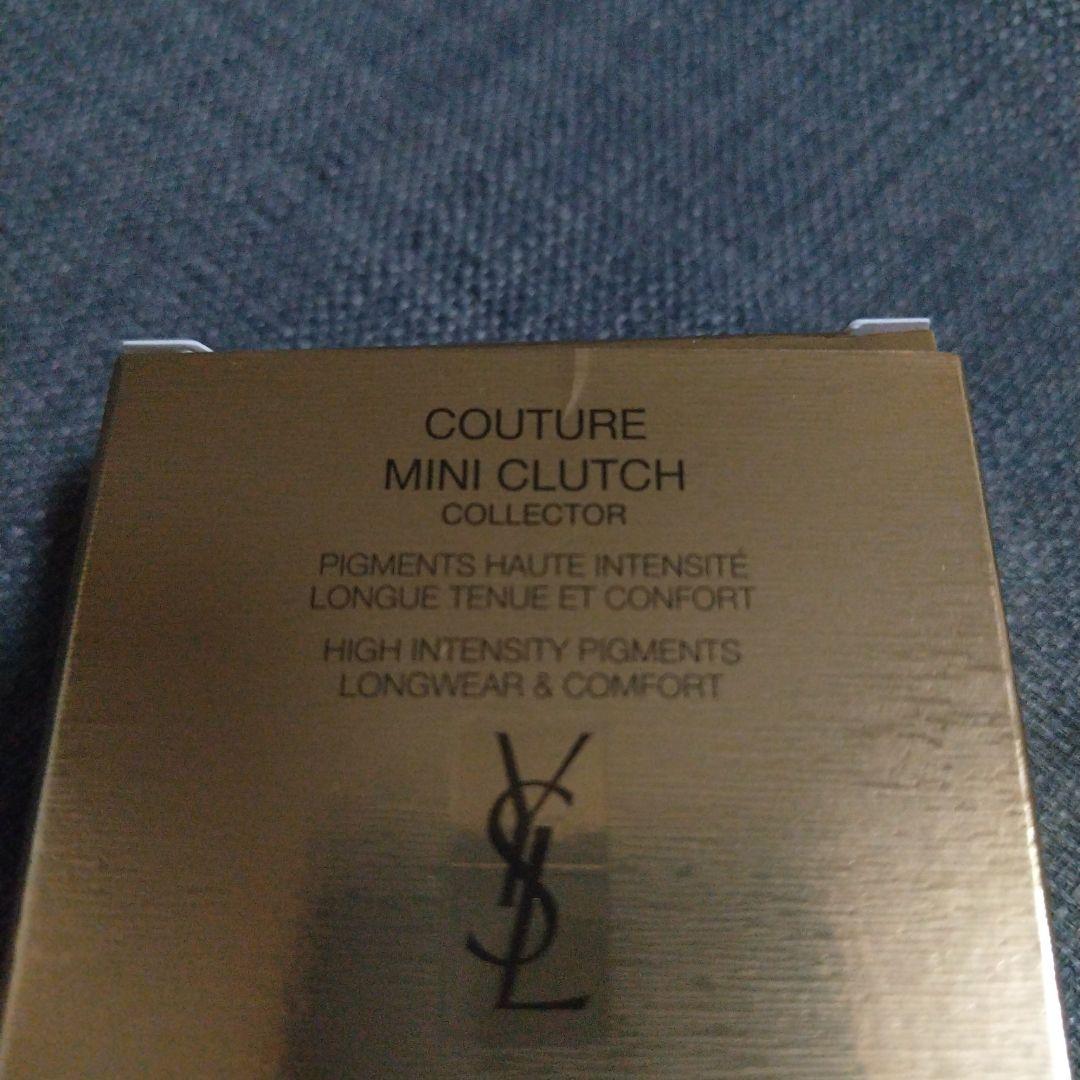 COUTURE
MINI CLUTCH
COLLECTOR
PIGMENTS HAUTE INTENSITÉ
LONGUE TENUE ET CONFORT
HIGH INTENSITY PIGMENTS
LONGWEAR & COMFORT
YSL